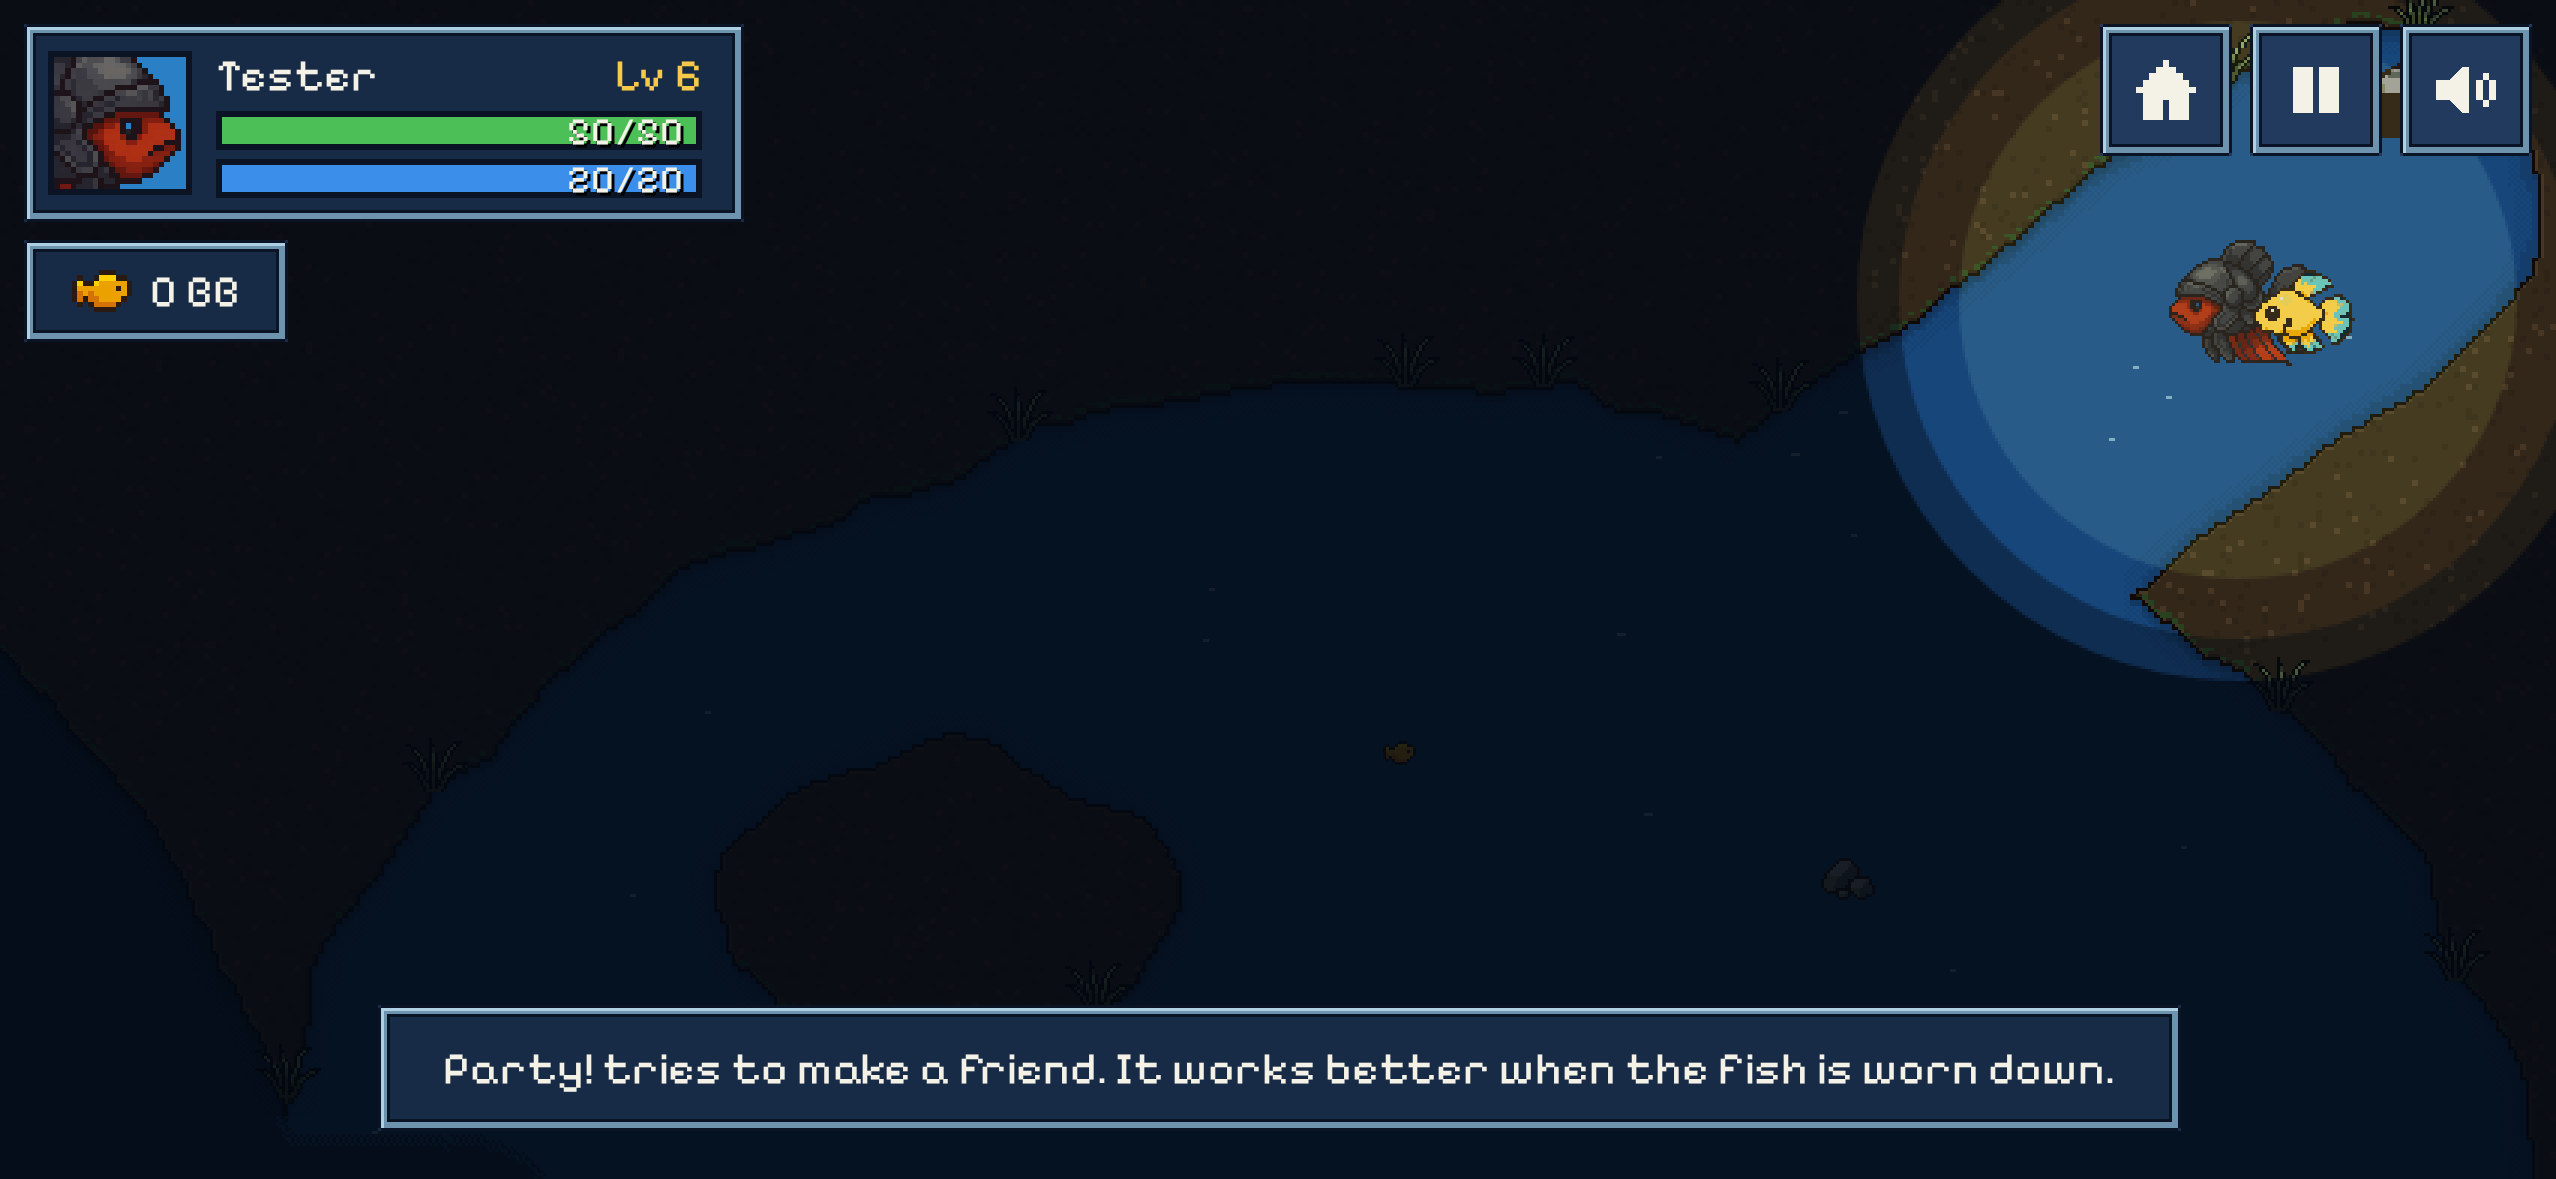 Tester
Lv 6
30/30
20/20
0 GG
Party! tries to make a friend. It works better when the fish is worn down.